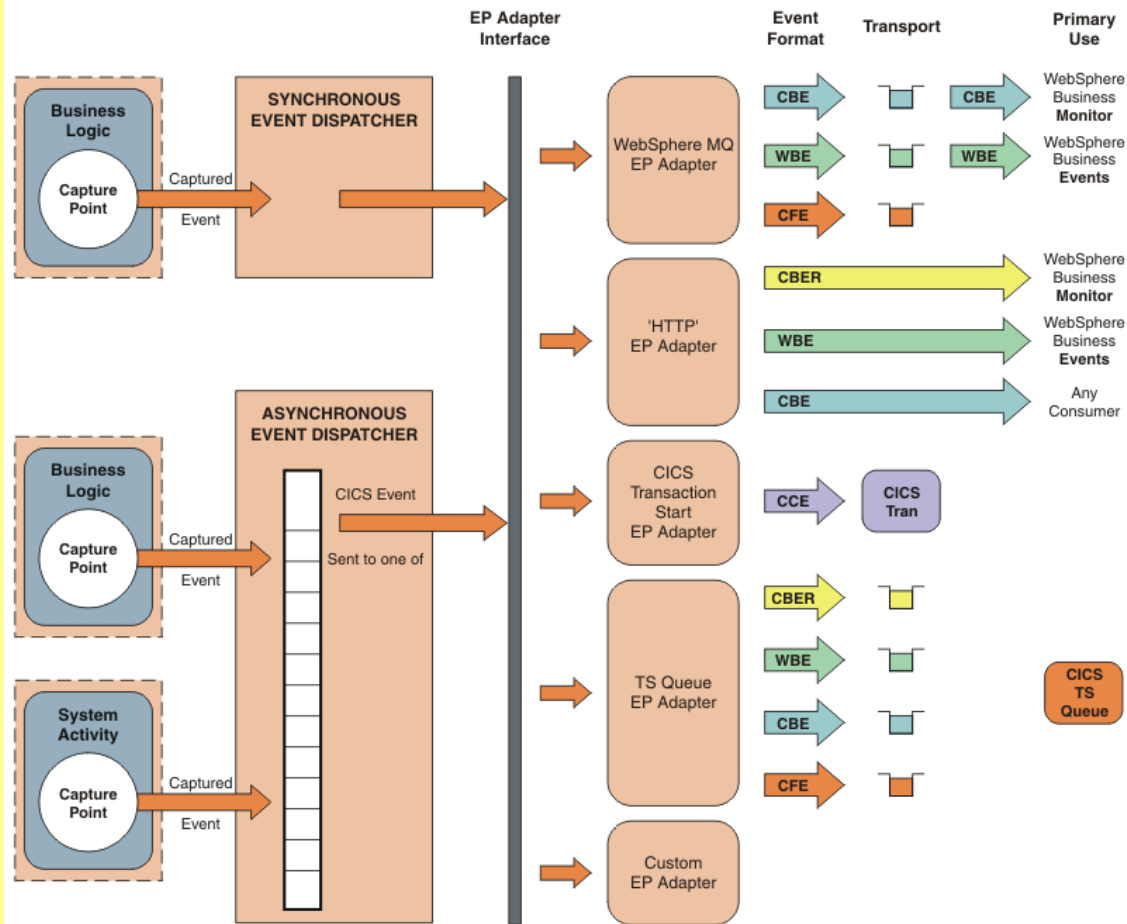 EP Adapter
Interface
Event
Format
Transport
Primary
Use
Business
Logic
Capture
Point
Captured
Event
SYNCHRONOUS
EVENT DISPATCHER
WebSphere MQ
EP Adapter
CBE
CBE
WebSphere
Business
Monitor
WBE
WBE
WebSphere
Business
Events
CFE
'HTTP'
EP Adapter
CBER
WebSphere
Business
Monitor
WBE
WebSphere
Business
Events
CBE
Any
Consumer
Business
Logic
Capture
Point
Captured
Event
ASYNCHRONOUS
EVENT DISPATCHER
CICS Event
Sent to one of
CICS
Transaction
Start
EP Adapter
CCE
CICS
Tran
System
Activity
Capture
Point
Captured
Event
TS Queue
EP Adapter
CBER
WBE
CBE
CFE
CICS
TS
Queue
Custom
EP Adapter